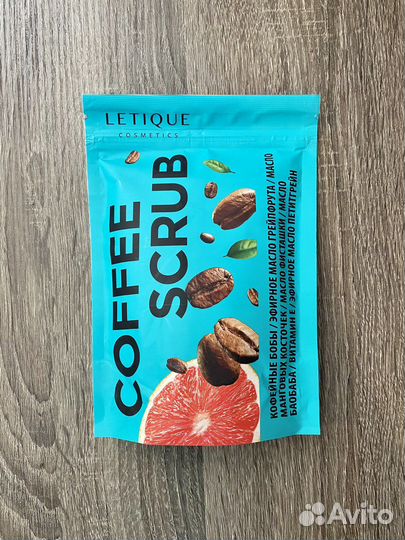 LETIQUE
COSMETICS
COFFEE
SCRUB
КОФЕЙНЫЕ БОБЫ / ЭФИРНОЕ МАСЛО ГРЕЙПФРУТА / МАСЛО
МАНГОВЫХ КОСТОЧЕК / МАСЛО ФИСТАШКИ / МАСЛО
БАОБАБА / ВИТАМИН Е / ЭФИРНОЕ МАСЛО ПЕТИТГРЕЙН
Avito